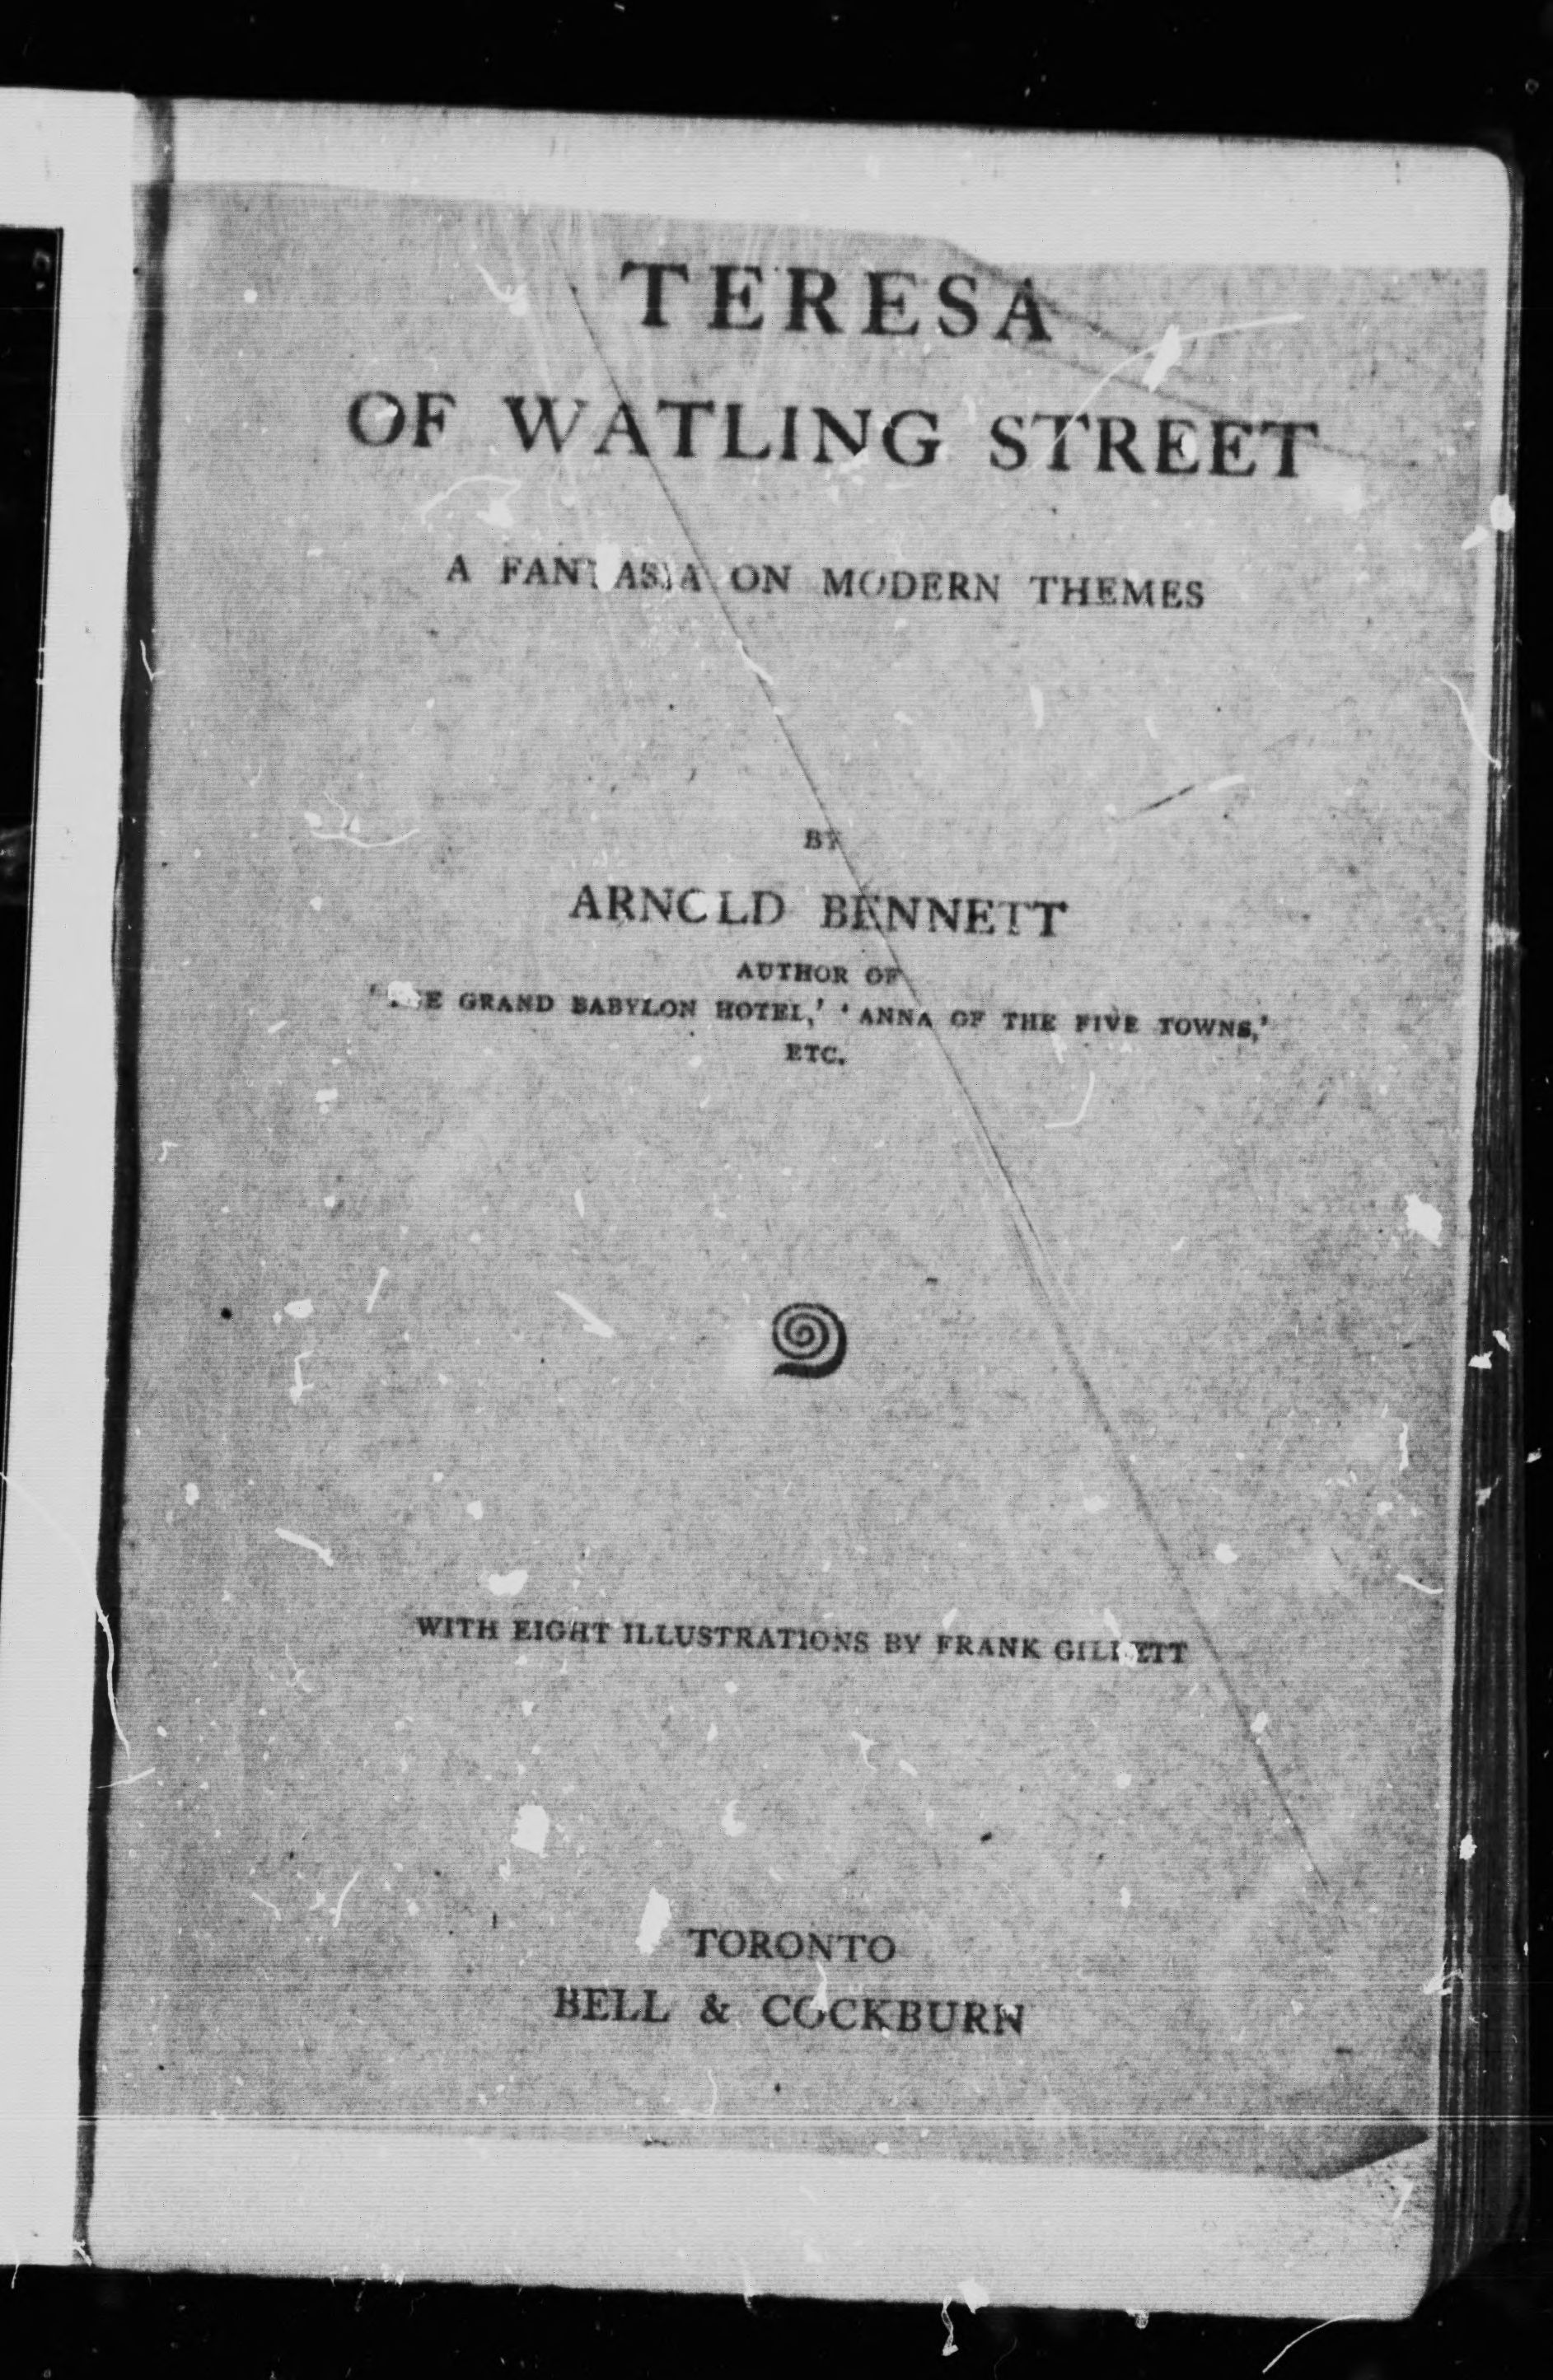 TERESA
OF WATLING STREET
A FANTASIA ON MODERN THEMES
BY
ARNOLD BENNETT
AUTHOR OF
'THE GRAND BABYLON HOTEL,' 'ANNA OF THE FIVE TOWNS,'
ETC.
WITH EIGHT ILLUSTRATIONS BY FRANK GILLETT
TORONTO
BELL & COCKBURN